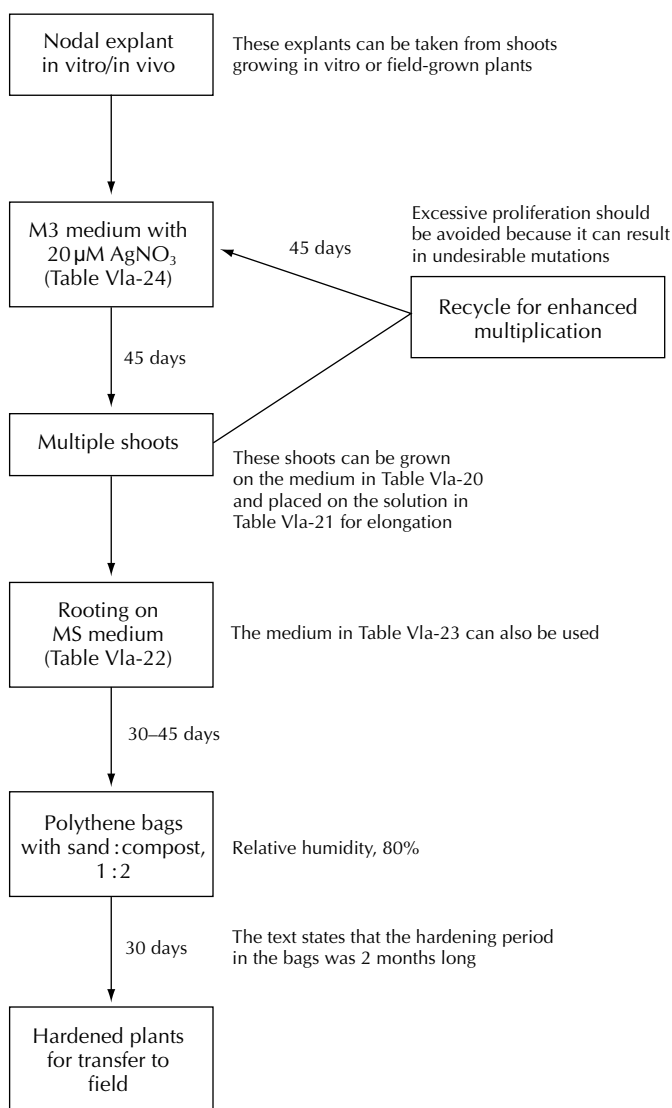 Nodal explant
in vitro/in vivo
These explants can be taken from shoots
growing in vitro or field-grown plants
M3 medium with
20 µM AgNO₃
(Table Vla-24)
45 days
Excessive proliferation should
be avoided because it can result
in undesirable mutations
Recycle for enhanced
multiplication
45 days
Multiple shoots
These shoots can be grown
on the medium in Table Vla-20
and placed on the solution in
Table Vla-21 for elongation
Rooting on
MS medium
(Table Vla-22)
The medium in Table Vla-23 can also be used
30–45 days
Polythene bags
with sand : compost,
1 : 2
Relative humidity, 80%
30 days
The text states that the hardening period
in the bags was 2 months long
Hardened plants
for transfer to
field